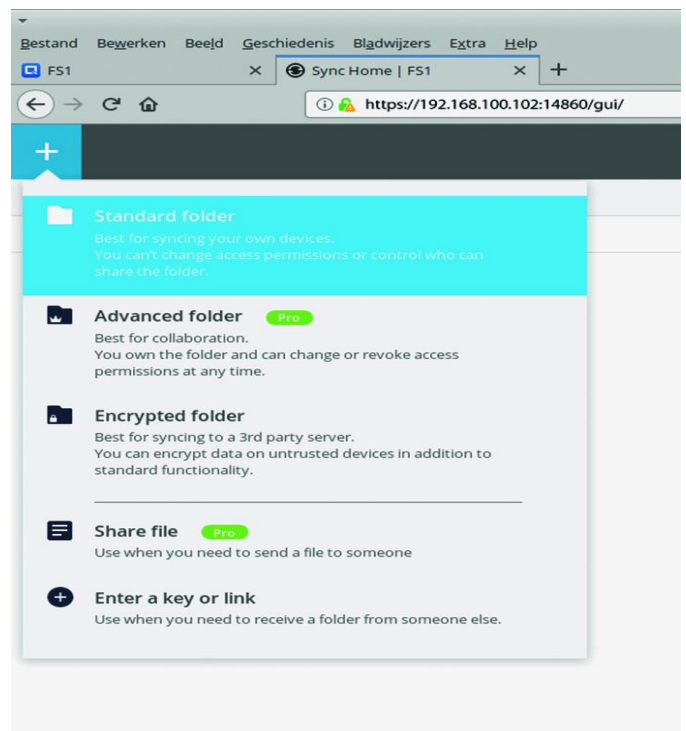 Bestand Bewerken Beeld Geschiedenis Bladwijzers Extra Help
FS1 × Sync Home | FS1 × +
https://192.168.100.102:14860/gui/
+
Standard folder
Best for syncing your own devices.
You can't change access permissions or control who can
share the folder.
Advanced folder Pro
Best for collaboration.
You own the folder and can change or revoke access
permissions at any time.
Encrypted folder
Best for syncing to a 3rd party server.
You can encrypt data on untrusted devices in addition to
standard functionality.
Share file Pro
Use when you need to send a file to someone
Enter a key or link
Use when you need to receive a folder from someone else.